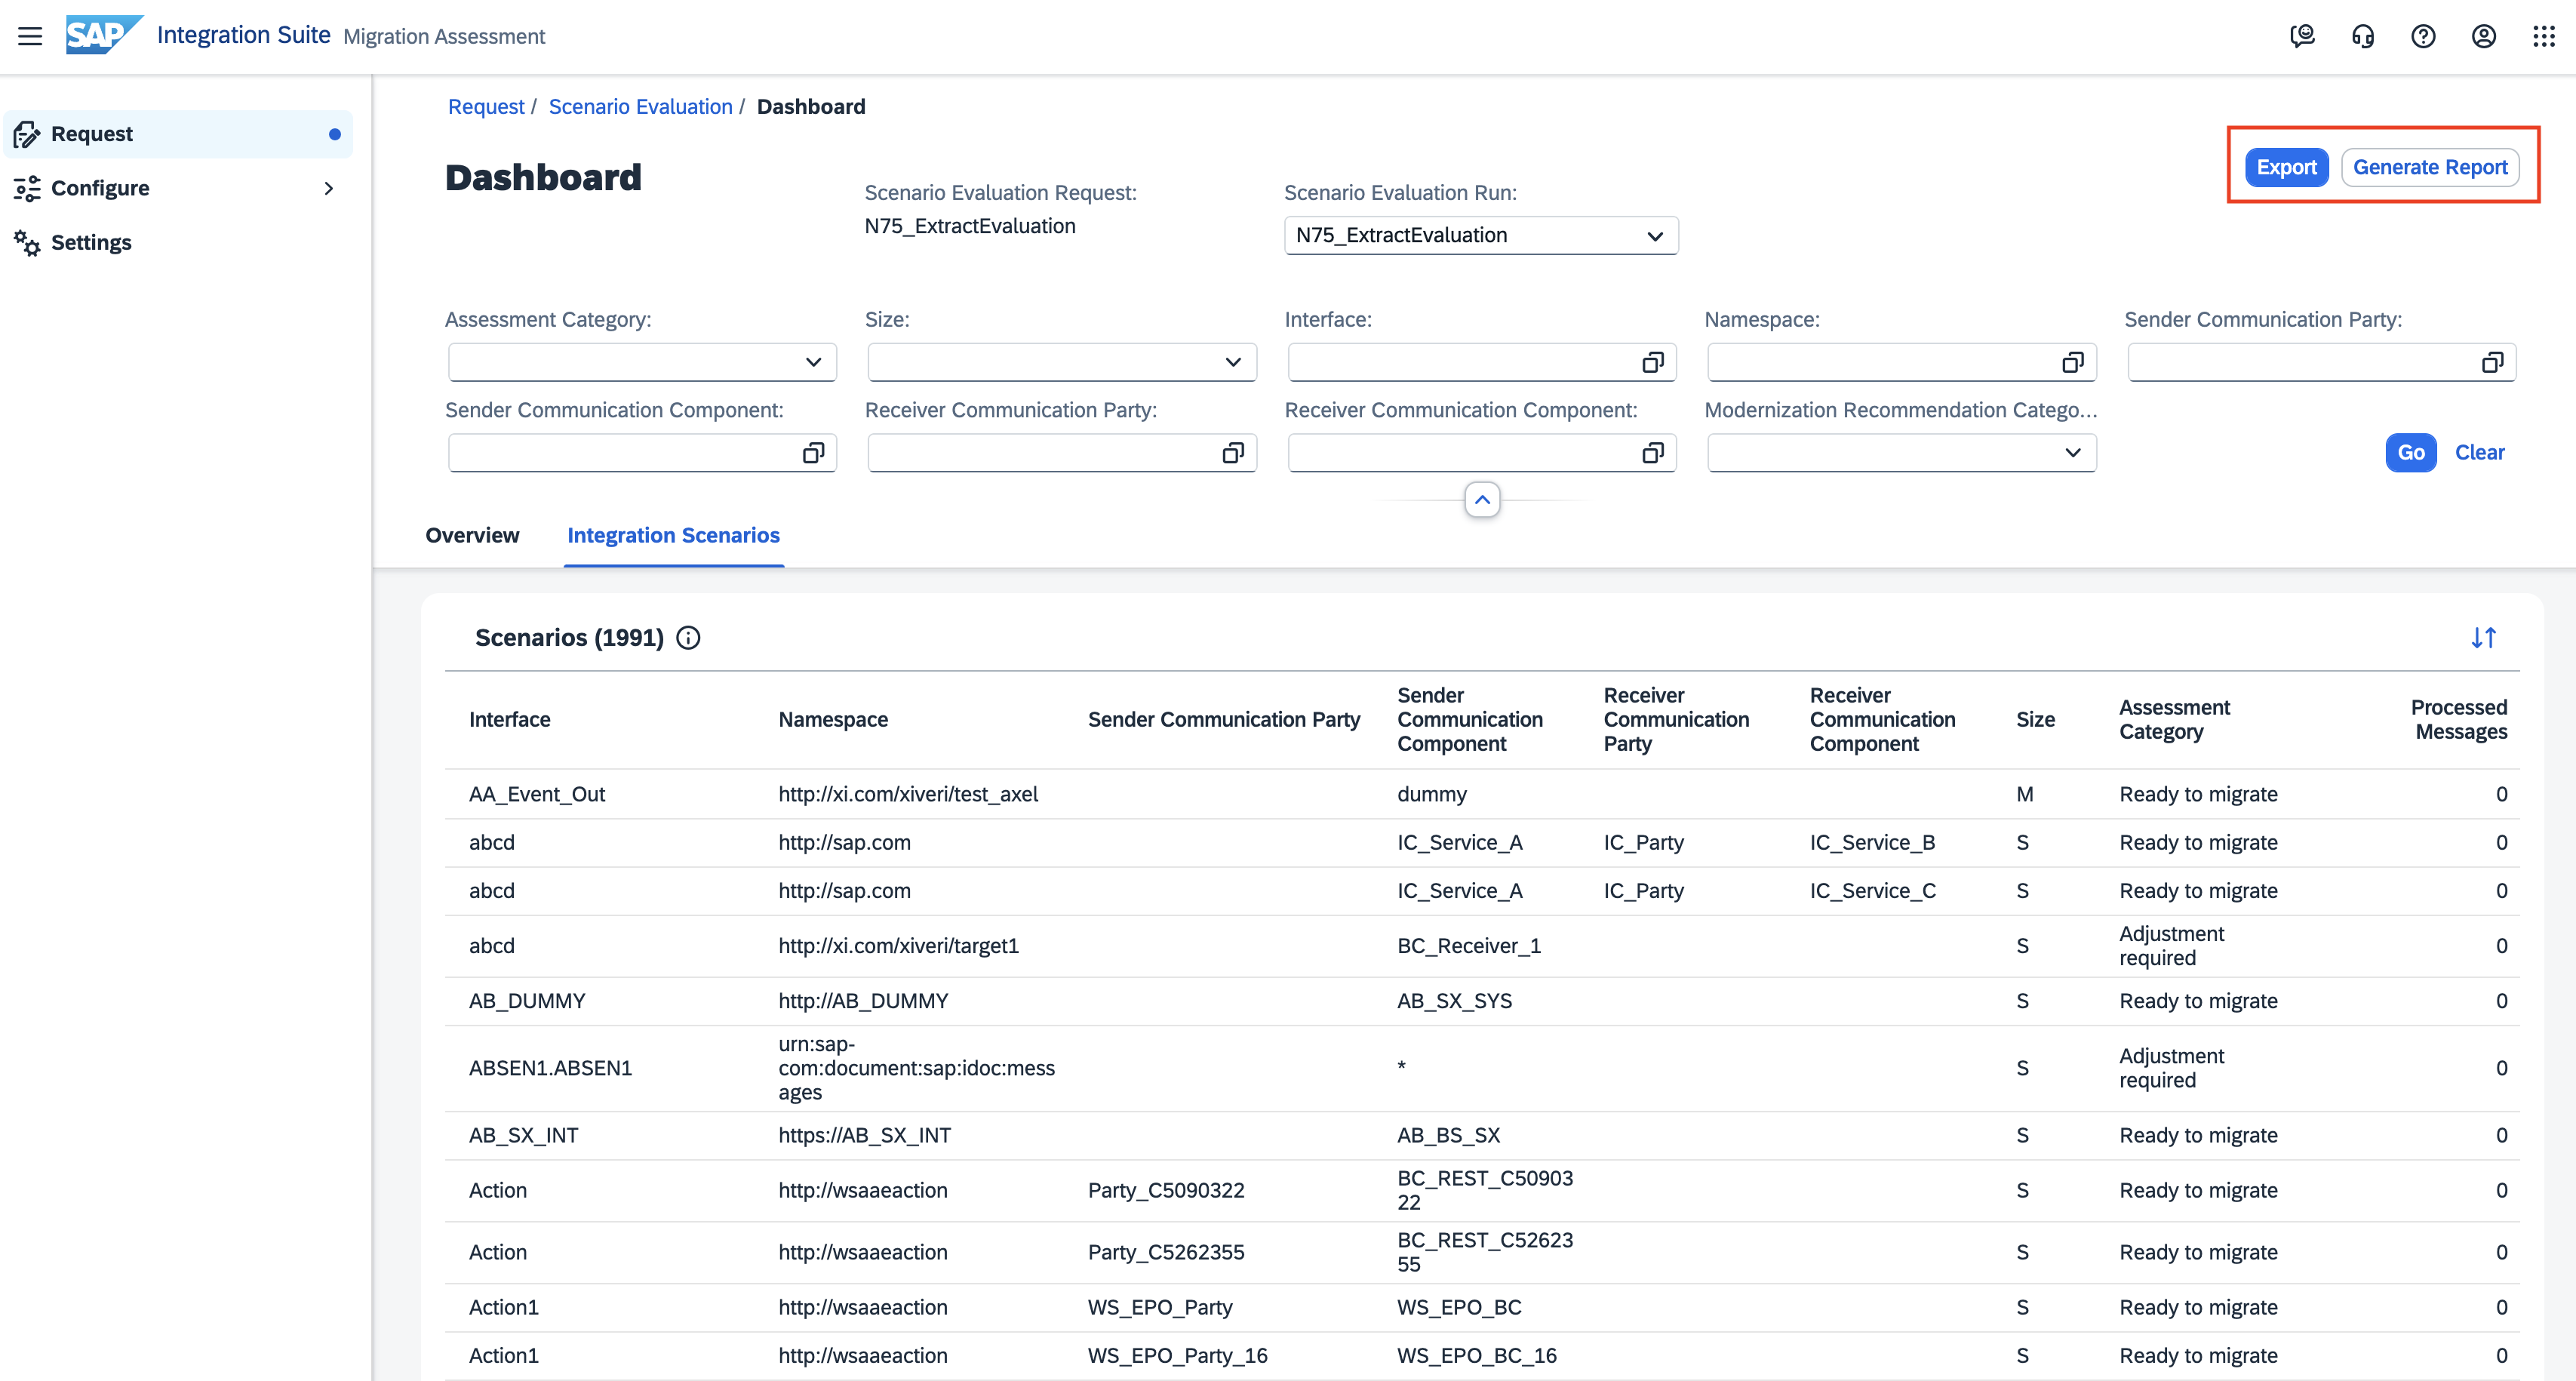 SAP Integration Suite Migration Assessment
Request
Configure
Settings
Request / Scenario Evaluation / Dashboard
Dashboard
Scenario Evaluation Request:
N75_ExtractEvaluation
Scenario Evaluation Run:
N75_ExtractEvaluation
Export Generate Report
Assessment Category: Size: Interface: Namespace: Sender Communication Party:
Sender Communication Component: Receiver Communication Party: Receiver Communication Component: Modernization Recommendation Catego...
Go Clear
Overview Integration Scenarios
Scenarios (1991)
Interface Namespace Sender Communication Party Sender Communication Component Receiver Communication Party Receiver Communication Component Size Assessment Category Processed Messages
AA_Event_Out http://xi.com/xiveri/test_axel dummy M Ready to migrate 0
abcd http://sap.com IC_Service_A IC_Party IC_Service_B S Ready to migrate 0
abcd http://sap.com IC_Service_A IC_Party IC_Service_C S Ready to migrate 0
abcd http://xi.com/xiveri/target1 BC_Receiver_1 S Adjustment required 0
AB_DUMMY http://AB_DUMMY AB_SX_SYS S Ready to migrate 0
ABSEN1.ABSEN1 urn:sap-com:document:sap:idoc:messages * S Adjustment required 0
AB_SX_INT https://AB_SX_INT AB_BS_SX S Ready to migrate 0
Action http://wsaaeaction Party_C5090322 BC_REST_C5090322 S Ready to migrate 0
Action http://wsaaeaction Party_C5262355 BC_REST_C5262355 S Ready to migrate 0
Action1 http://wsaaeaction WS_EPO_Party WS_EPO_BC S Ready to migrate 0
Action1 http://wsaaeaction WS_EPO_Party_16 WS_EPO_BC_16 S Ready to migrate 0